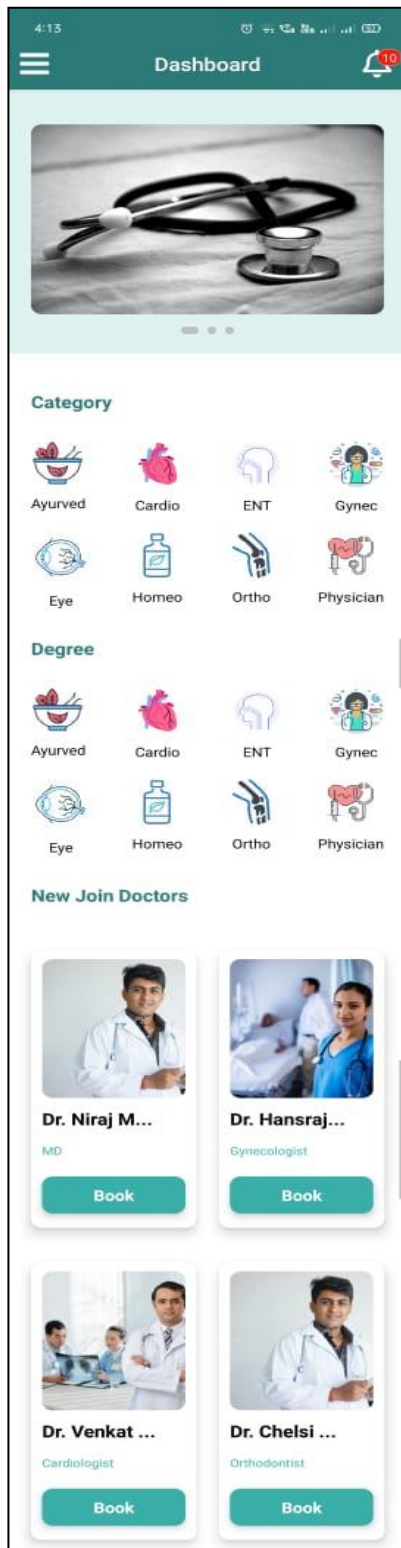 4:13
Dashboard
10
Category
Ayurved Cardio ENT Gynec
Eye Homeo Ortho Physician
Degree
Ayurved Cardio ENT Gynec
Eye Homeo Ortho Physician
New Join Doctors
Dr. Niraj M... Dr. Hansraj...
MD Gynecologist
Book Book
Dr. Venkat ... Dr. Chelsi ...
Cardiologist Orthodontist
Book Book